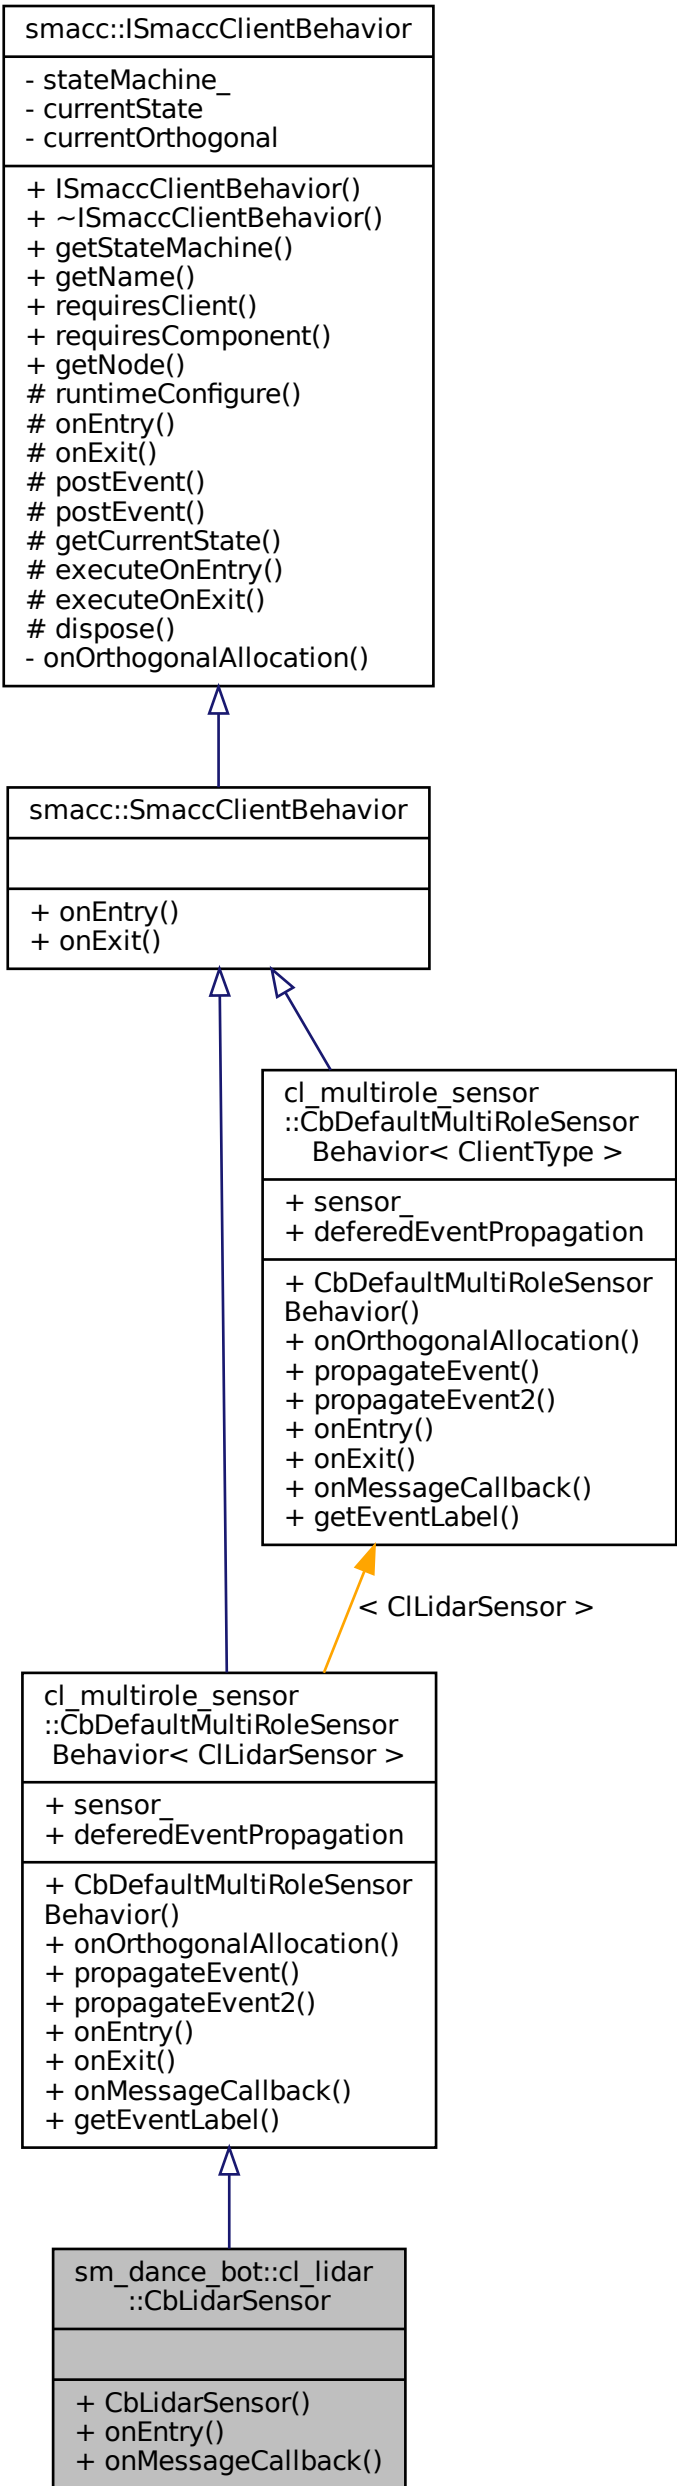 smacc::ISmaccClientBehavior
- stateMachine_
- currentState
- currentOrthogonal
+ ISmaccClientBehavior()
+ ~ISmaccClientBehavior()
+ getStateMachine()
+ getName()
+ requiresClient()
+ requiresComponent()
+ getNode()
# runtimeConfigure()
# onEntry()
# onExit()
# postEvent()
# postEvent()
# getCurrentState()
# executeOnEntry()
# executeOnExit()
# dispose()
- onOrthogonalAllocation()
smacc::SmaccClientBehavior
+ onEntry()
+ onExit()
cl_multirole_sensor
::CbDefaultMultiRoleSensor
Behavior< ClientType >
+ sensor_
+ deferedEventPropagation
+ CbDefaultMultiRoleSensor
Behavior()
+ onOrthogonalAllocation()
+ propagateEvent()
+ propagateEvent2()
+ onEntry()
+ onExit()
+ onMessageCallback()
+ getEventLabel()
< ClLidarSensor >
cl_multirole_sensor
::CbDefaultMultiRoleSensor
Behavior< ClLidarSensor >
+ sensor_
+ deferedEventPropagation
+ CbDefaultMultiRoleSensor
Behavior()
+ onOrthogonalAllocation()
+ propagateEvent()
+ propagateEvent2()
+ onEntry()
+ onExit()
+ onMessageCallback()
+ getEventLabel()
sm_dance_bot::cl_lidar
::CbLidarSensor
+ CbLidarSensor()
+ onEntry()
+ onMessageCallback()